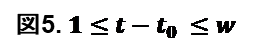 図5. 1 ≤ t − t₀ ≤ w